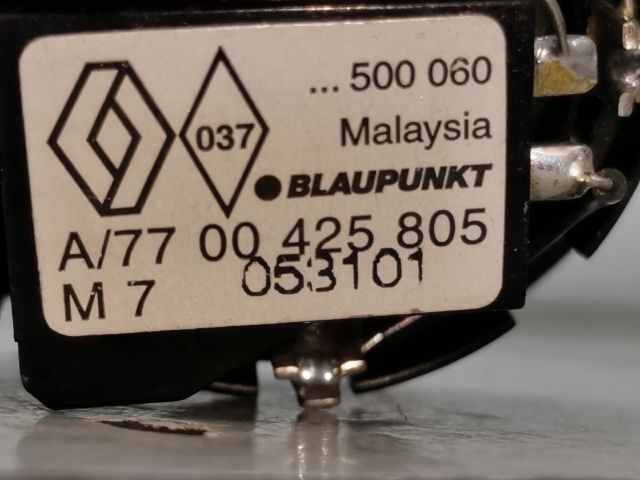 ... 500 060
037
Malaysia
BLAUPUNKT
A/77 00 425 805
M 7 053101